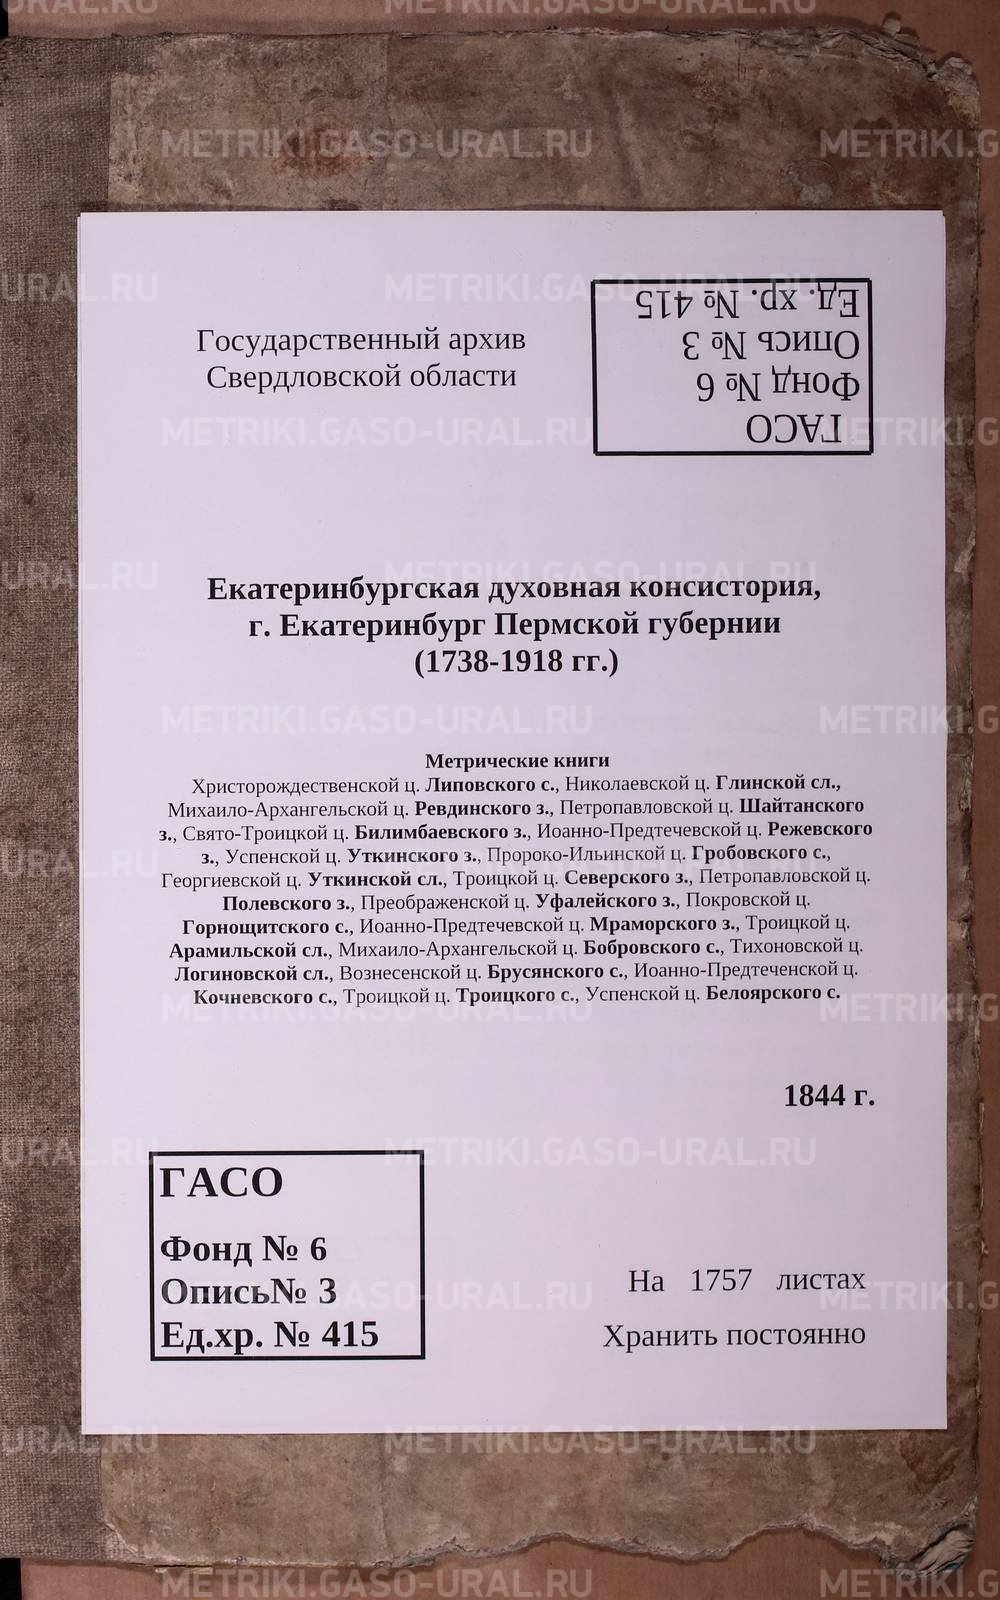 Государственный архив
Свердловской области
ГАСО
Фонд № 6
Опись № 3
Ед. хр. № 415
Екатеринбургская духовная консистория,
г. Екатеринбург Пермской губернии
(1738-1918 гг.)
Метрические книги
Христорождественской ц. Липовского с., Николаевской ц. Глинской сл.,
Михаило-Архангельской ц. Ревдинского з., Петропавловской ц. Шайтанского
з., Свято-Троицкой ц. Билимбаевского з., Иоанно-Предтечевской ц. Режевского
з., Успенской ц. Уткинского з., Пророко-Ильинской ц. Гробовского с.,
Георгиевской ц. Уткинской сл., Троицкой ц. Северского з., Петропавловской ц.
Полевского з., Преображенской ц. Уфалейского з., Покровской ц.
Горнощитского с., Иоанно-Предтечевской ц. Мраморского з., Троицкой ц.
Арамильской сл., Михаило-Архангельской ц. Бобровского с., Тихоновской ц.
Логиновской сл., Вознесенской ц. Брусянского с., Иоанно-Предтеченской ц.
Кочневского с., Троицкой ц. Троицкого с., Успенской ц. Белоярского с.
1844 г.
ГАСО
Фонд № 6
Опись№ 3
Ед.хр. № 415
На 1757 листах
Хранить постоянно
METRIKI.GASO-URAL.RU